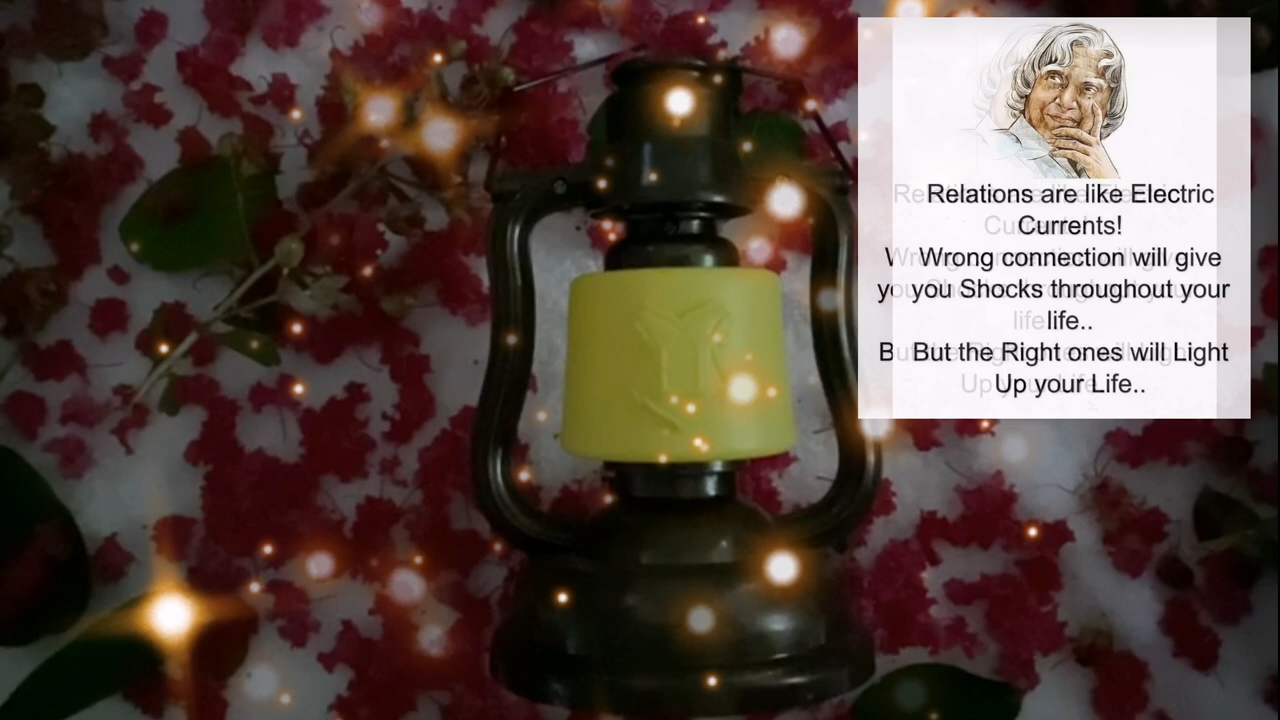 Relations are like Electric
Currents!
Wrong connection will give
you Shocks throughout your
life..
But the Right ones will Light
Up your Life..